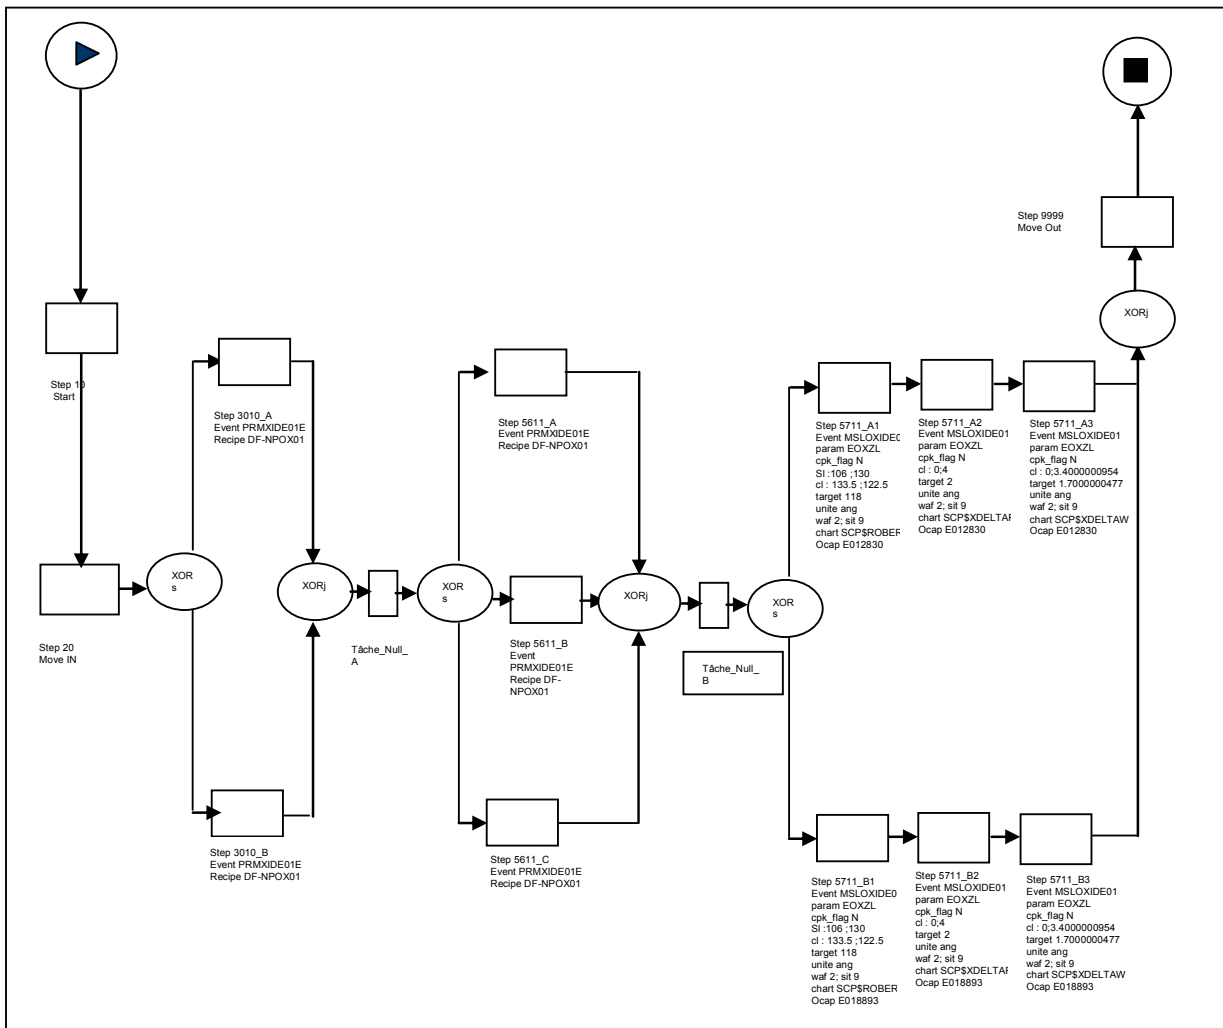 Step 9999
Move Out
XORj
Step 10
Start
Step 3010_A
Event PRMXIDE01E
Recipe DF-NPOX01
Step 5611_A
Event PRMXIDE01E
Recipe DF-NPOX01
Step 5711_A1
Event MSLOXIDE0
param EOXZL
cpk_flag N
Sl :106 ;130
cl : 133.5 ;122.5
target 118
unite ang
waf 2; sit 9
chart SCP$ROBER
Ocap E012830
Step 5711_A2
Event MSLOXIDE01
param EOXZL
cpk_flag N
cl : 0;4
target 2
unite ang
waf 2; sit 9
chart SCP$XDELTA
Ocap E012830
Step 5711_A3
Event MSLOXIDE01
param EOXZL
cpk_flag N
cl : 0;3.4000000954
target 1.7000000477
unite ang
waf 2; sit 9
chart SCP$XDELTAW
Ocap E012830
XOR
s
XORj
XOR
s
XORj
XOR
s
Step 20
Move IN
Tâche_Null_
A
Step 5611_B
Event
PRMXIDE01E
Recipe DF-
NPOX01
Tâche_Null_
B
Step 3010_B
Event PRMXIDE01E
Recipe DF-NPOX01
Step 5611_C
Event PRMXIDE01E
Recipe DF-NPOX01
Step 5711_B1
Event MSLOXIDE0
param EOXZL
cpk_flag N
Sl :106 ;130
cl : 133.5 ;122.5
target 118
unite ang
waf 2; sit 9
chart SCP$ROBER
Ocap E018893
Step 5711_B2
Event MSLOXIDE01
param EOXZL
cpk_flag N
cl : 0;4
target 2
unite ang
waf 2; sit 9
chart SCP$XDELTA
Ocap E018893
Step 5711_B3
Event MSLOXIDE01
param EOXZL
cpk_flag N
cl : 0;3.4000000954
target 1.7000000477
unite ang
waf 2; sit 9
chart SCP$XDELTAW
Ocap E018893